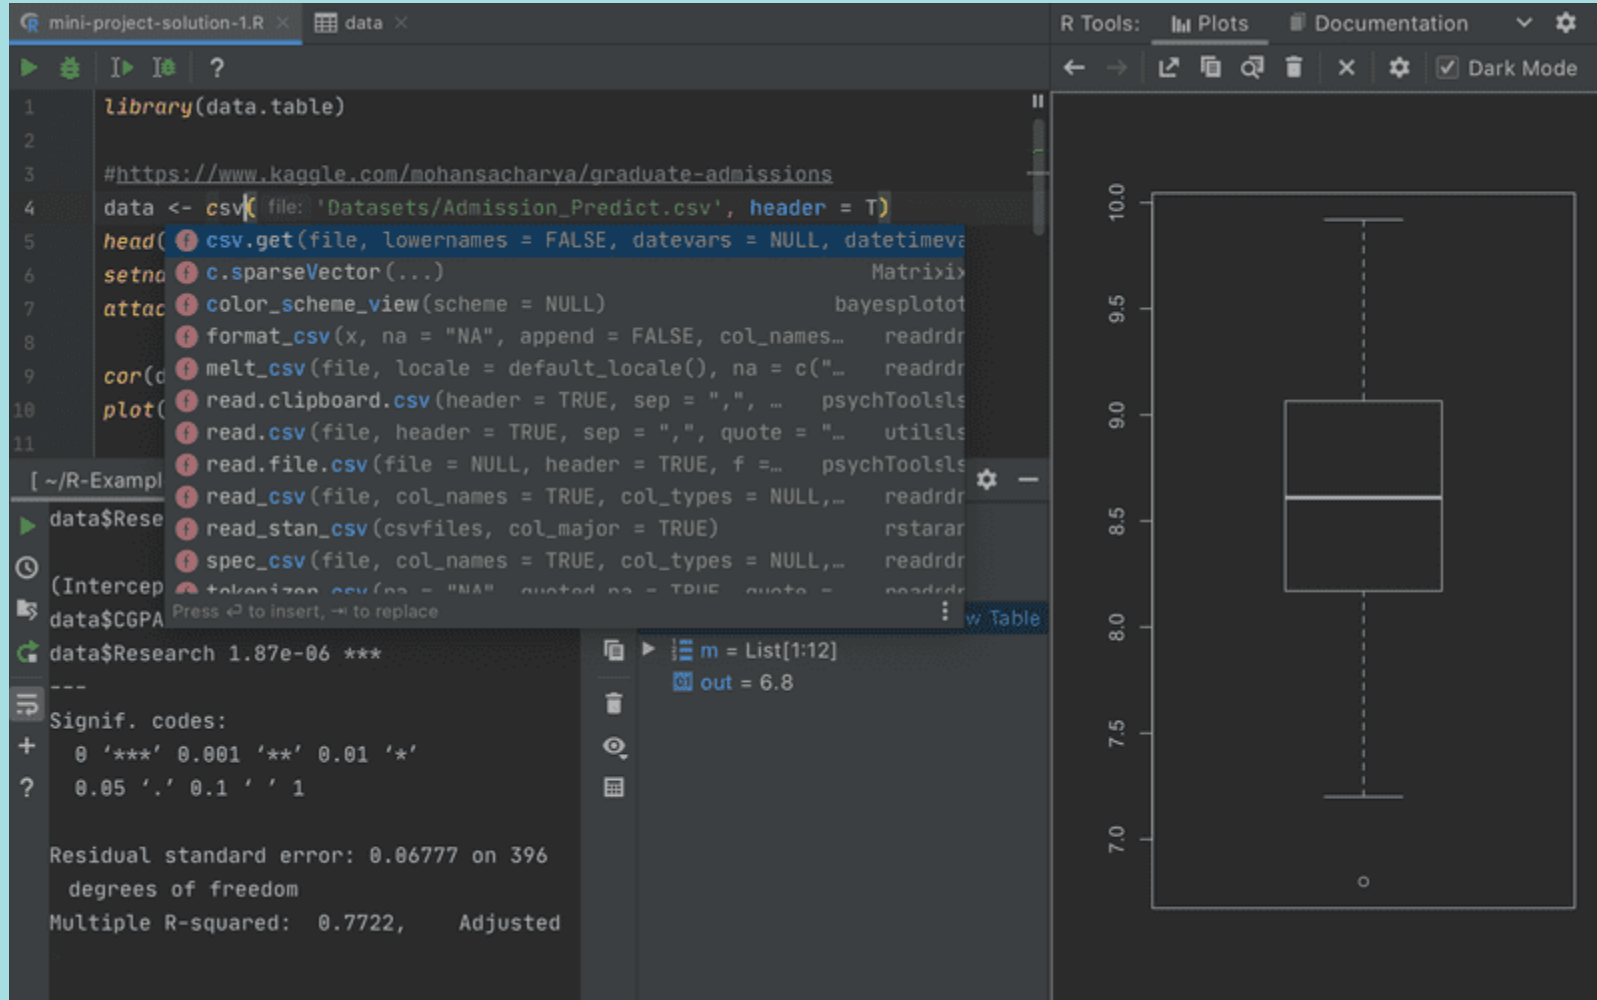 mini-project-solution-1.R
data
R Tools: Plots Documentation
Dark Mode
1 library(data.table)
2
3 #https://www.kaggle.com/mohansacharya/graduate-admissions
4 data <- csv( file: 'Datasets/Admission_Predict.csv', header = T)
5 head(
6 setna
7 attac
8
9 cor(d
10 plot(
11
csv.get(file, lowernames = FALSE, datevars = NULL, datetimeva
c.sparseVector(...) Matrix
color_scheme_view(scheme = NULL) bayesplot
format_csv(x, na = "NA", append = FALSE, col_names… readr
melt_csv(file, locale = default_locale(), na = c("… readr
read.clipboard.csv(header = TRUE, sep = ",", … psychTools
read.csv(file, header = TRUE, sep = ",", quote = "… utils
read.file.csv(file = NULL, header = TRUE, f =… psychTools
read_csv(file, col_names = TRUE, col_types = NULL,… readr
read_stan_csv(csvfiles, col_major = TRUE) rstan
spec_csv(file, col_names = TRUE, col_types = NULL,… readr
tokenizer_csv(na = "NA", quoted_na = TRUE, quote =
Press ↵ to insert, ⇥ to replace
[ ~/R-Exampl
data$Rese
(Intercep
data$CGPA
data$Research 1.87e-06 ***
---
Signif. codes:
0 ‘***’ 0.001 ‘**’ 0.01 ‘*’
0.05 ‘.’ 0.1 ‘ ’ 1
Residual standard error: 0.06777 on 396
degrees of freedom
Multiple R-squared: 0.7722, Adjusted
w Table
m = List[1:12]
out = 6.8
10.0
9.5
9.0
8.5
8.0
7.5
7.0